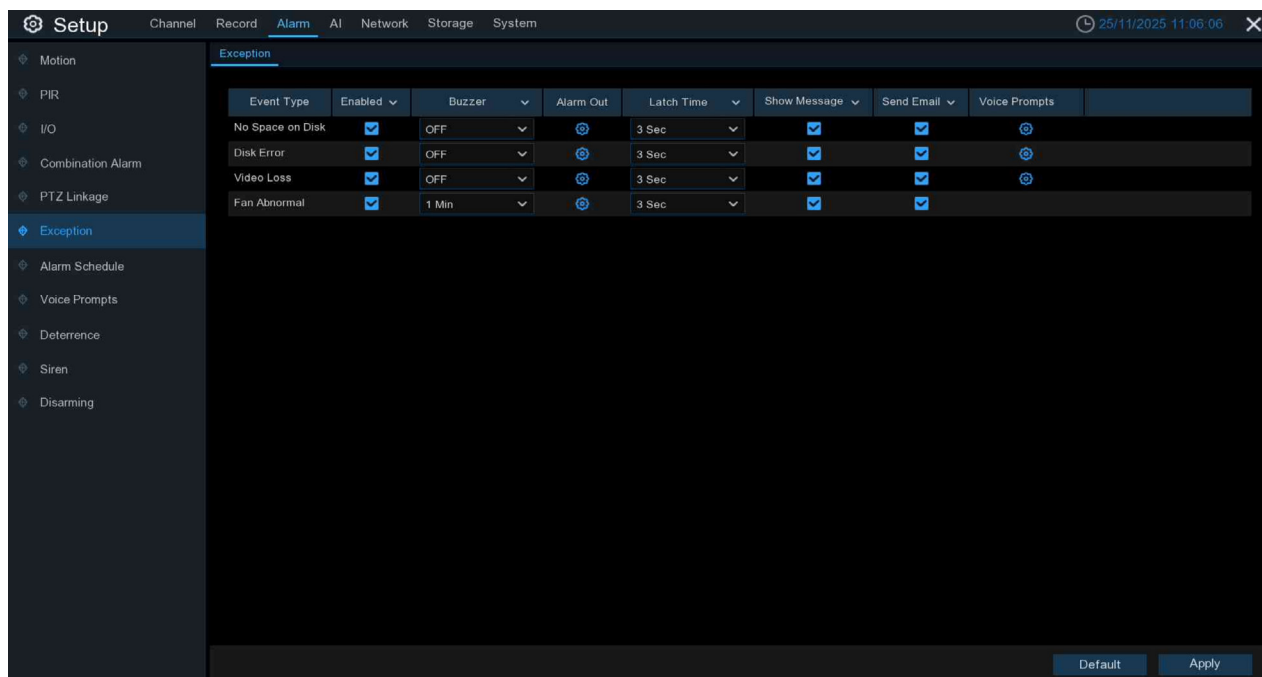 Setup Channel Record Alarm AI Network Storage System 25/11/2025 11:06:06
Motion
PIR
I/O
Combination Alarm
PTZ Linkage
Exception
Alarm Schedule
Voice Prompts
Deterrence
Siren
Disarming
Exception
Event Type Enabled Buzzer Alarm Out Latch Time Show Message Send Email Voice Prompts
No Space on Disk OFF 3 Sec
Disk Error OFF 3 Sec
Video Loss OFF 3 Sec
Fan Abnormal 1 Min 3 Sec
Default Apply